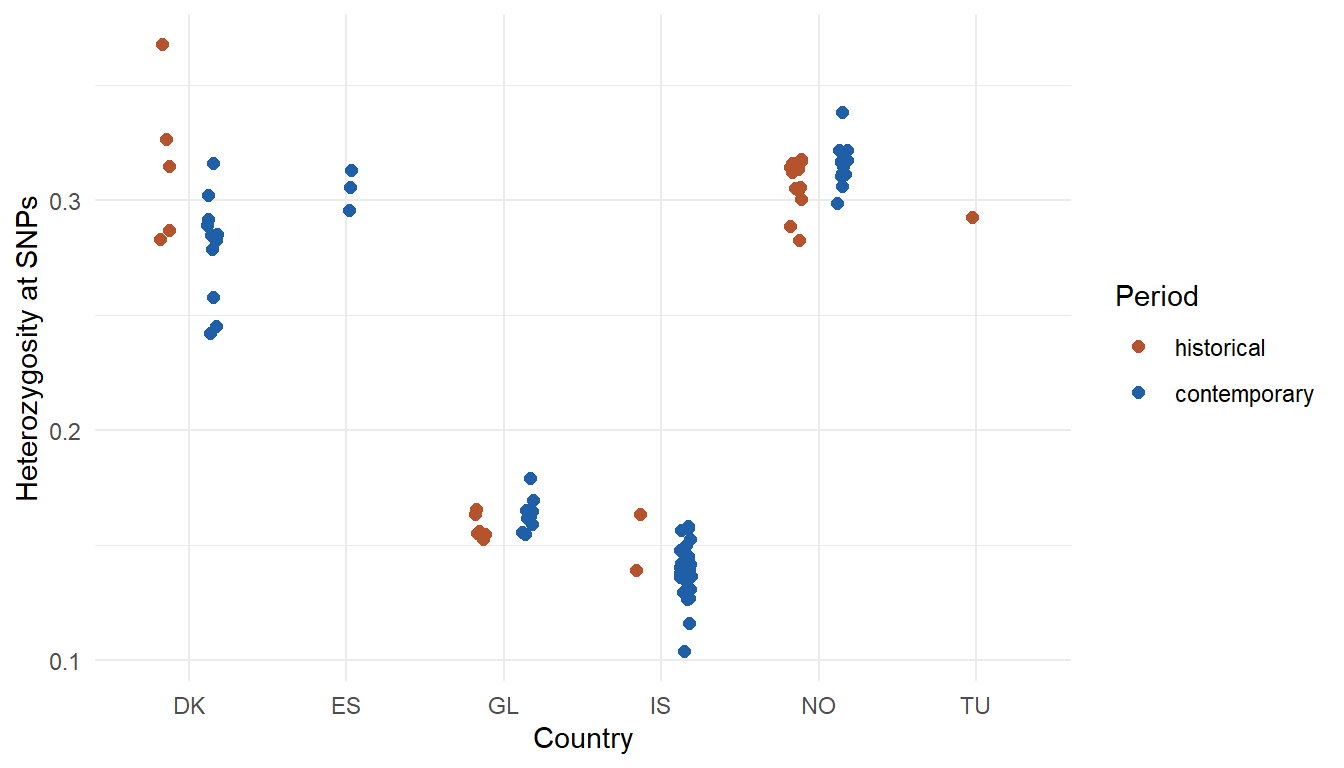 Heterozygosity at SNPs
0.3
0.2
0.1
DK ES GL IS NO TU
Country
Period
historical
contemporary